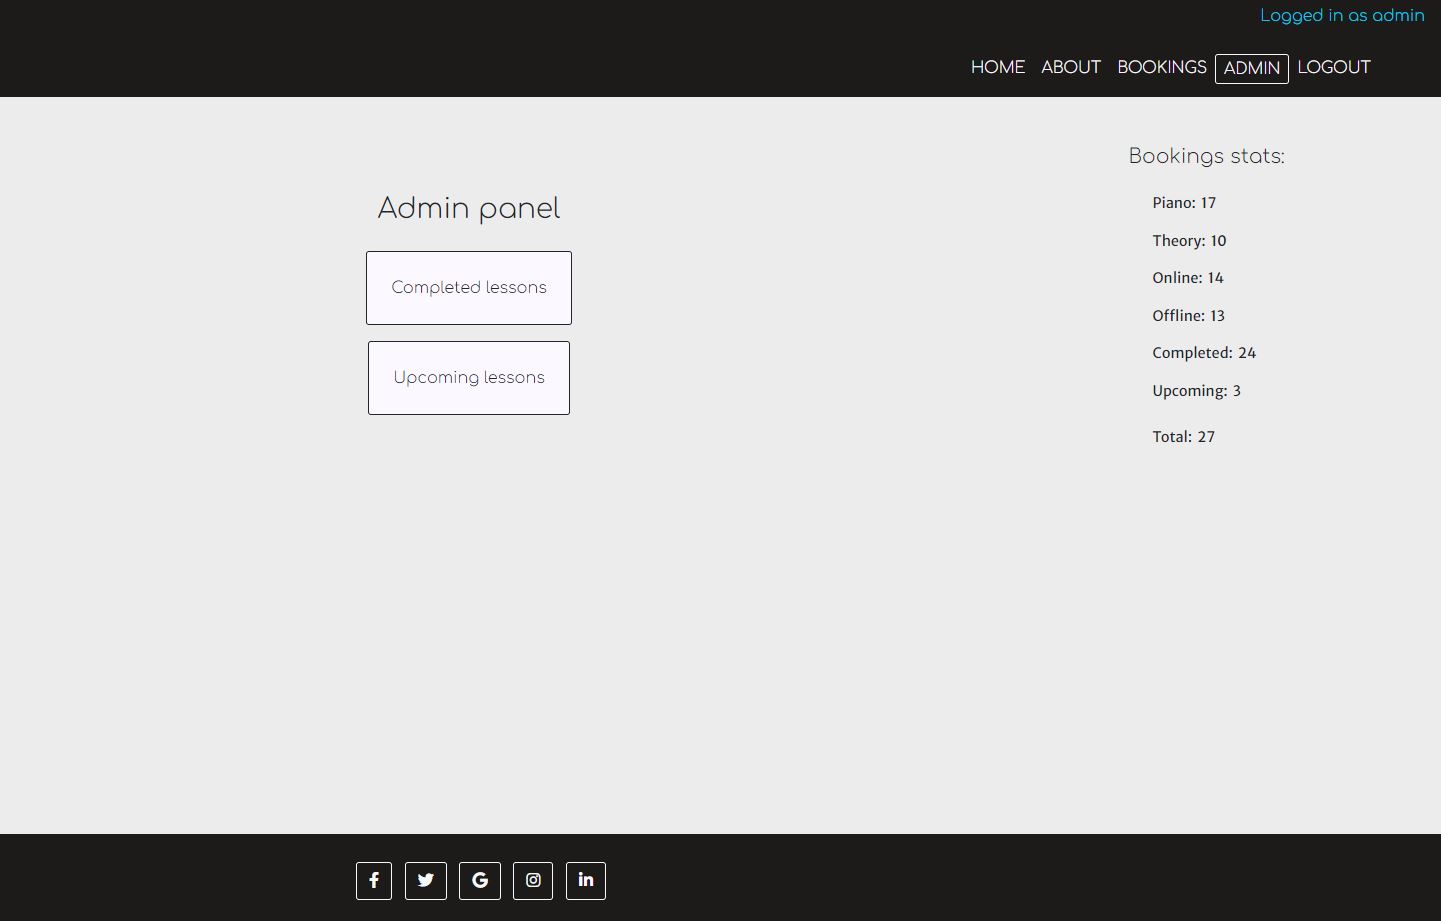 Logged in as admin
HOME ABOUT BOOKINGS ADMIN LOGOUT
Admin panel
Completed lessons
Upcoming lessons
Bookings stats:
Piano: 17
Theory: 10
Online: 14
Offline: 13
Completed: 24
Upcoming: 3
Total: 27